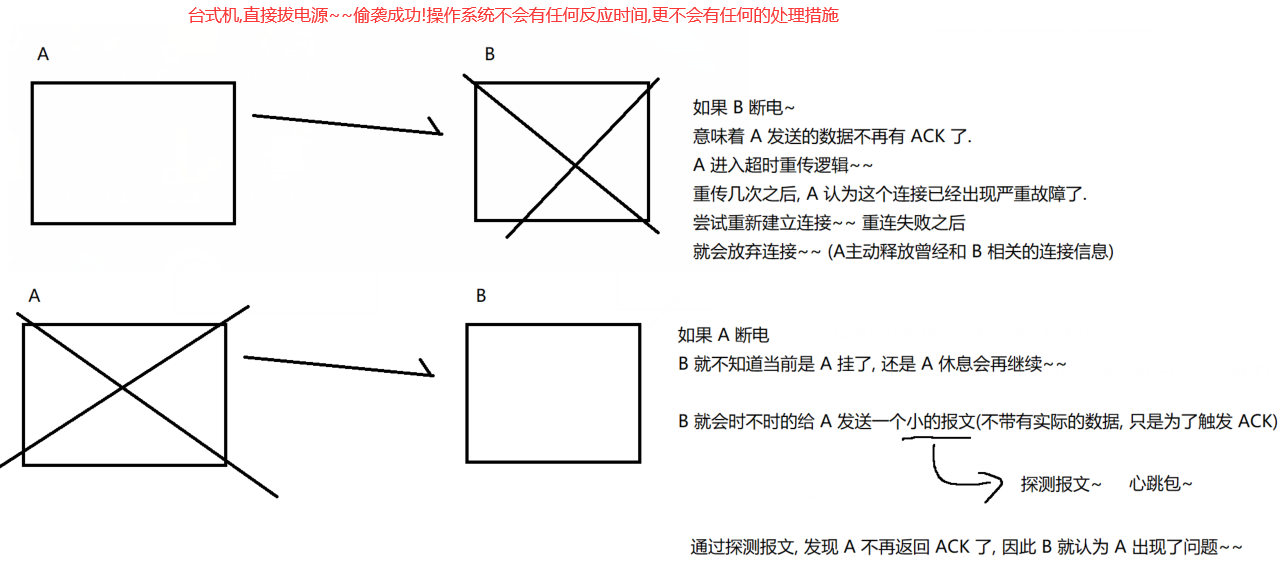 台式机,直接拔电源~~偷袭成功!操作系统不会有任何反应时间,更不会有任何的处理措施
A
B
如果 B 断电~
意味着 A 发送的数据不再有 ACK 了.
A 进入超时重传逻辑~~
重传几次之后, A 认为这个连接已经出现严重故障了.
尝试重新建立连接~~ 重连失败之后
就会放弃连接~~ (A主动释放曾经和 B 相关的连接信息)
A
B
如果 A 断电
B 就不知道当前是 A 挂了, 还是 A 休息会再继续~~
B 就会时不时的给 A 发送一个小的报文(不带有实际的数据, 只是为了触发 ACK)
探测报文~ 心跳包~
通过探测报文, 发现 A 不再返回 ACK 了, 因此 B 就认为 A 出现了问题~~